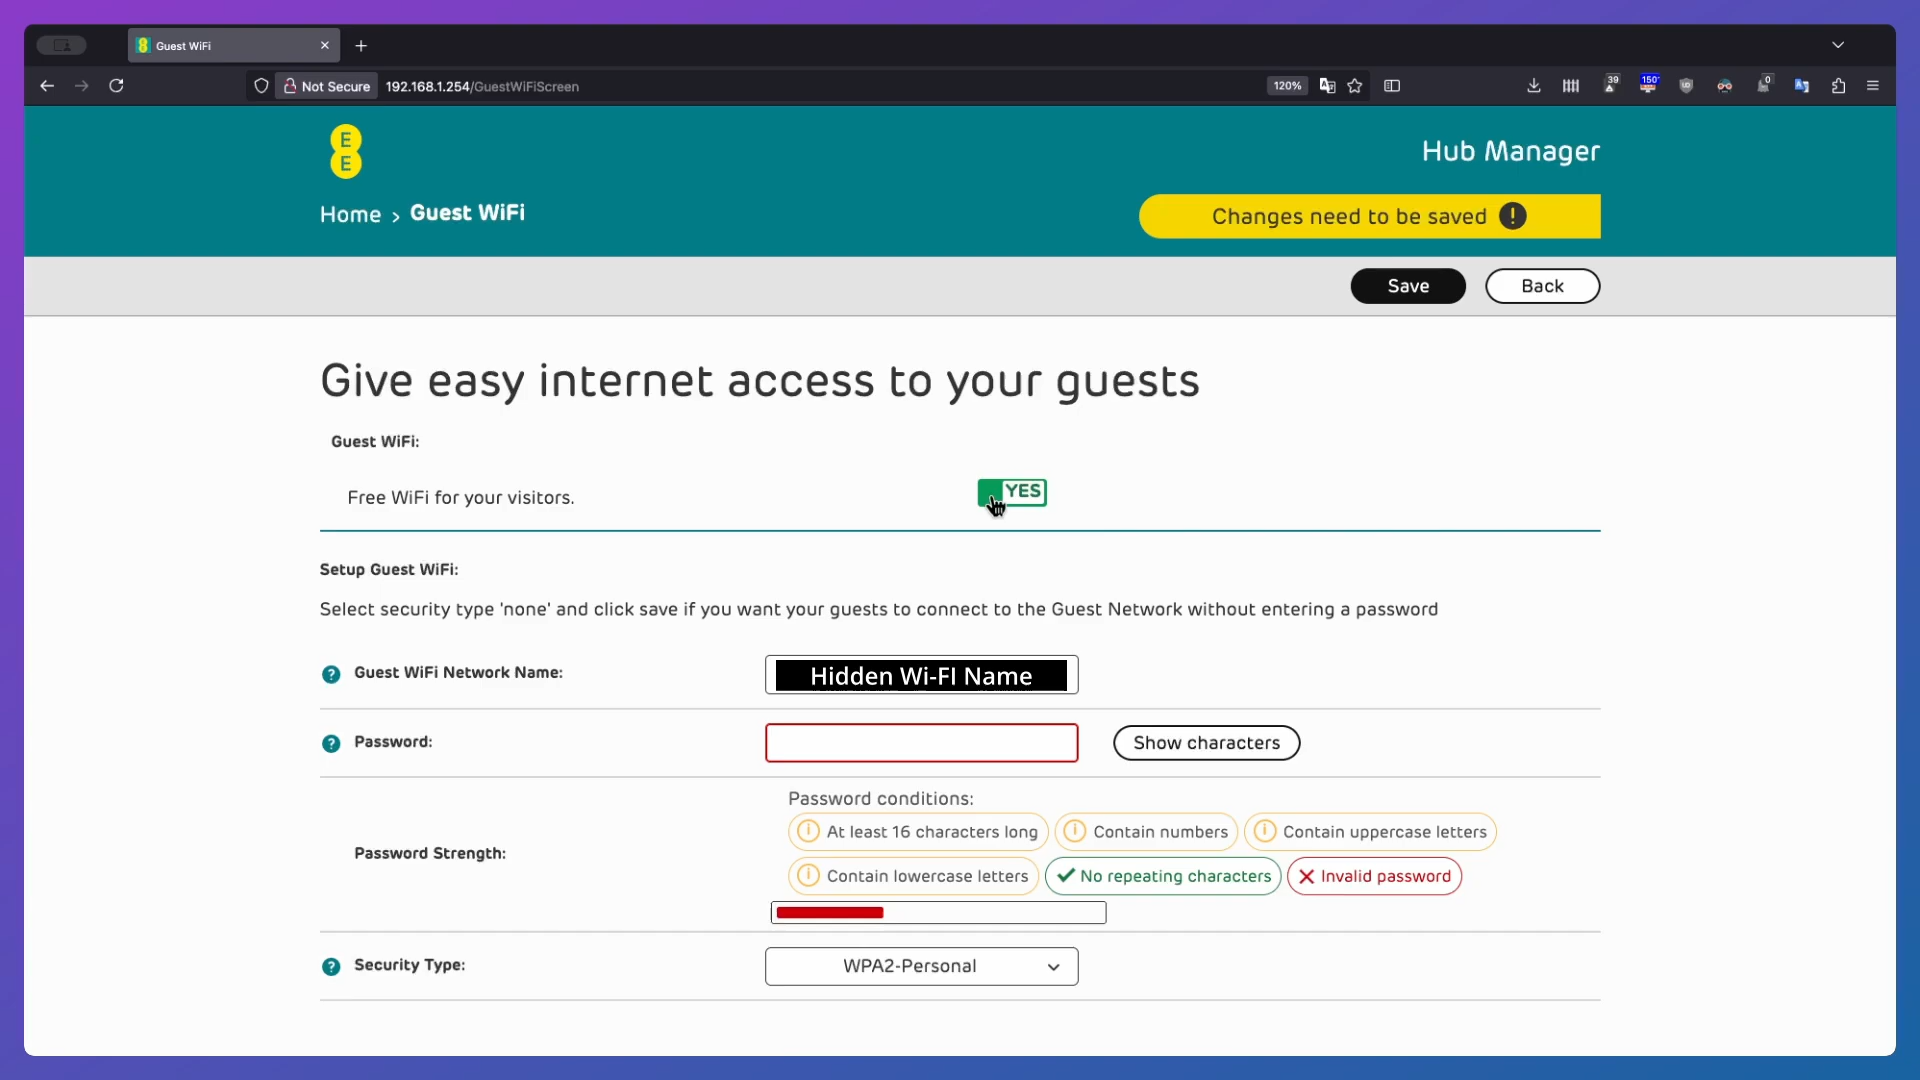 Guest WiFi
Not Secure
192.168.1.254/GuestWiFiScreen
120%
39
150
0
E
E
Hub Manager
Home › Guest WiFi
Changes need to be saved !
Save
Back
Give easy internet access to your guests
Guest WiFi:
Free WiFi for your visitors.
YES
Setup Guest WiFi:
Select security type 'none' and click save if you want your guests to connect to the Guest Network without entering a password
? Guest WiFi Network Name:
Hidden Wi-FI Name
? Password:
Show characters
Password conditions:
At least 16 characters long
Contain numbers
Contain uppercase letters
Password Strength:
Contain lowercase letters
No repeating characters
Invalid password
? Security Type:
WPA2-Personal